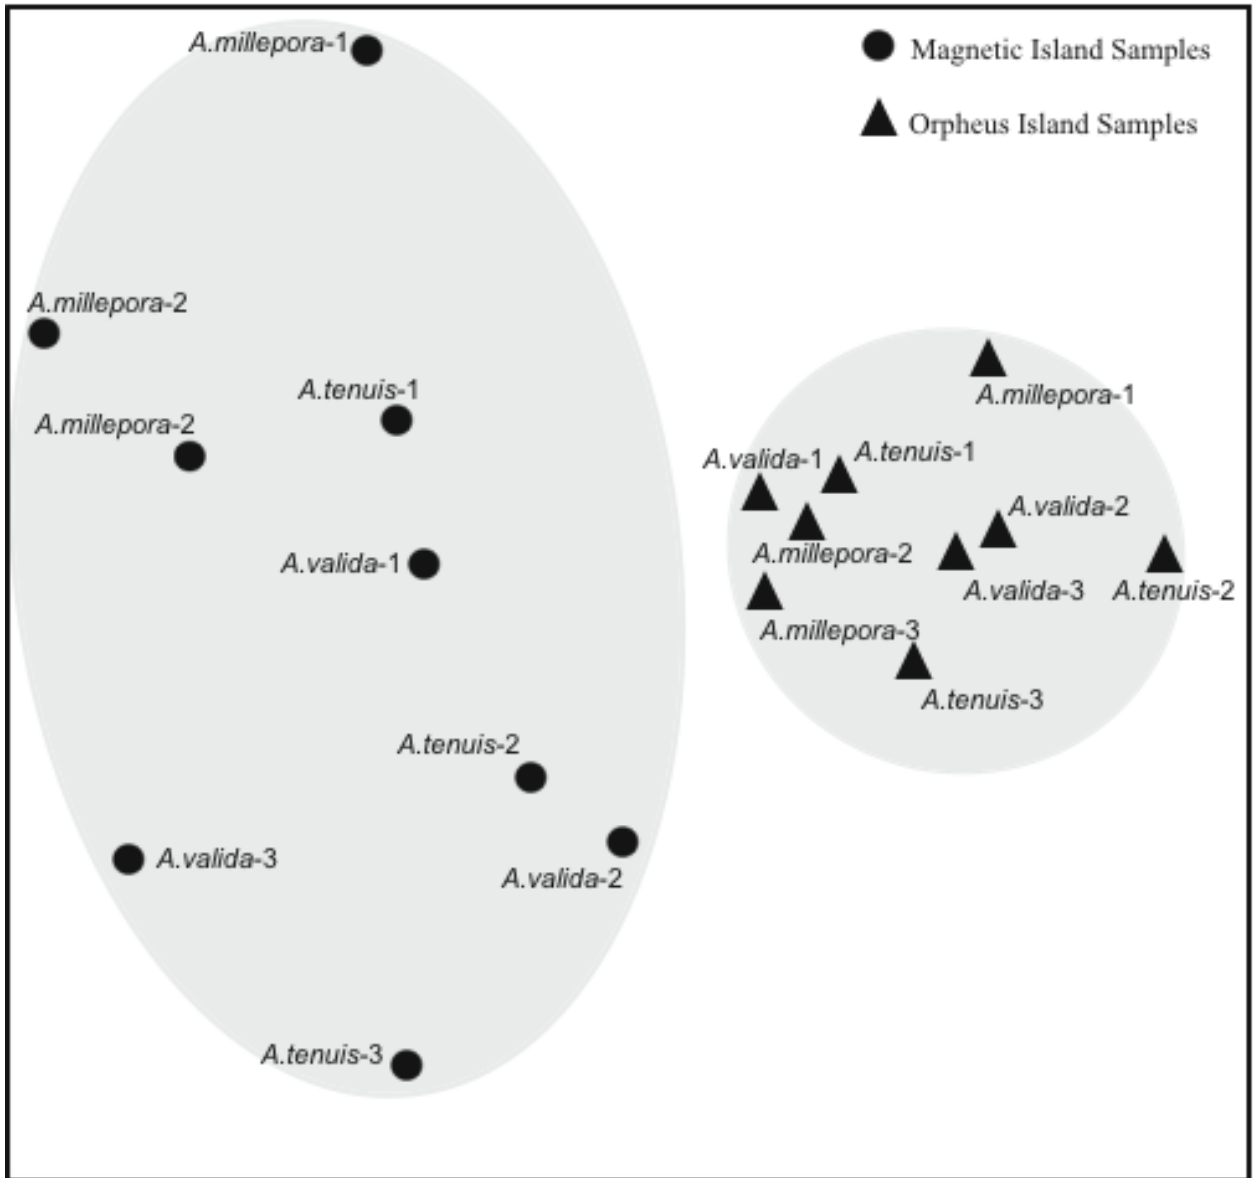 A.millepora-1
Magnetic Island Samples
Orpheus Island Samples
A.millepora-2
A.tenuis-1
A.millepora-2
A.millepora-1
A.valida-1
A.tenuis-1
A.valida-2
A.millepora-2
A.valida-1
A.valida-3
A.tenuis-2
A.millepora-3
A.tenuis-3
A.tenuis-2
A.valida-3
A.valida-2
A.tenuis-3